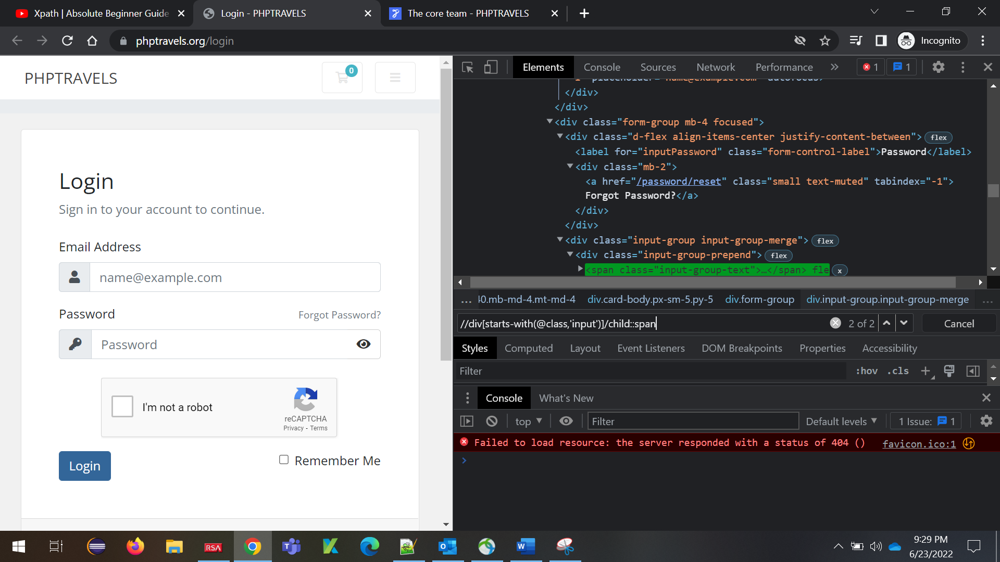 Xpath | Absolute Beginner Guide
Login - PHPTRAVELS
The core team - PHPTRAVELS
phptravels.org/login
Incognito
PHPTRAVELS
0
Login
Sign in to your account to continue.
Email Address
name@example.com
Password
Forgot Password?
Password
I'm not a robot
reCAPTCHA
Privacy - Terms
Login
Remember Me
Elements
Console
Sources
Network
Performance
1
1
</div>
</div>
<div class="form-group mb-4 focused">
<div class="d-flex align-items-center justify-content-between"> flex
<label for="inputPassword" class="form-control-label">Password</label>
<div class="mb-2">
<a href="/password/reset" class="small text-muted" tabindex="-1">
Forgot Password?</a>
</div>
</div>
<div class="input-group input-group-merge"> flex
<div class="input-group-prepend"> flex
<span class="input-group-text">…</span> fle x
... 40.mb-md-4.mt-md-4 div.card-body.px-sm-5.py-5 div.form-group div.input-group.input-group-merge ...
//div[starts-with(@class,'input')]/child::span
2 of 2
Cancel
Styles
Computed
Layout
Event Listeners
DOM Breakpoints
Properties
Accessibility
Filter
:hov
.cls
Console
What's New
top
Filter
Default levels
1 Issue: 1
Failed to load resource: the server responded with a status of 404 () favicon.ico:1
RSA
9:29 PM
6/23/2022